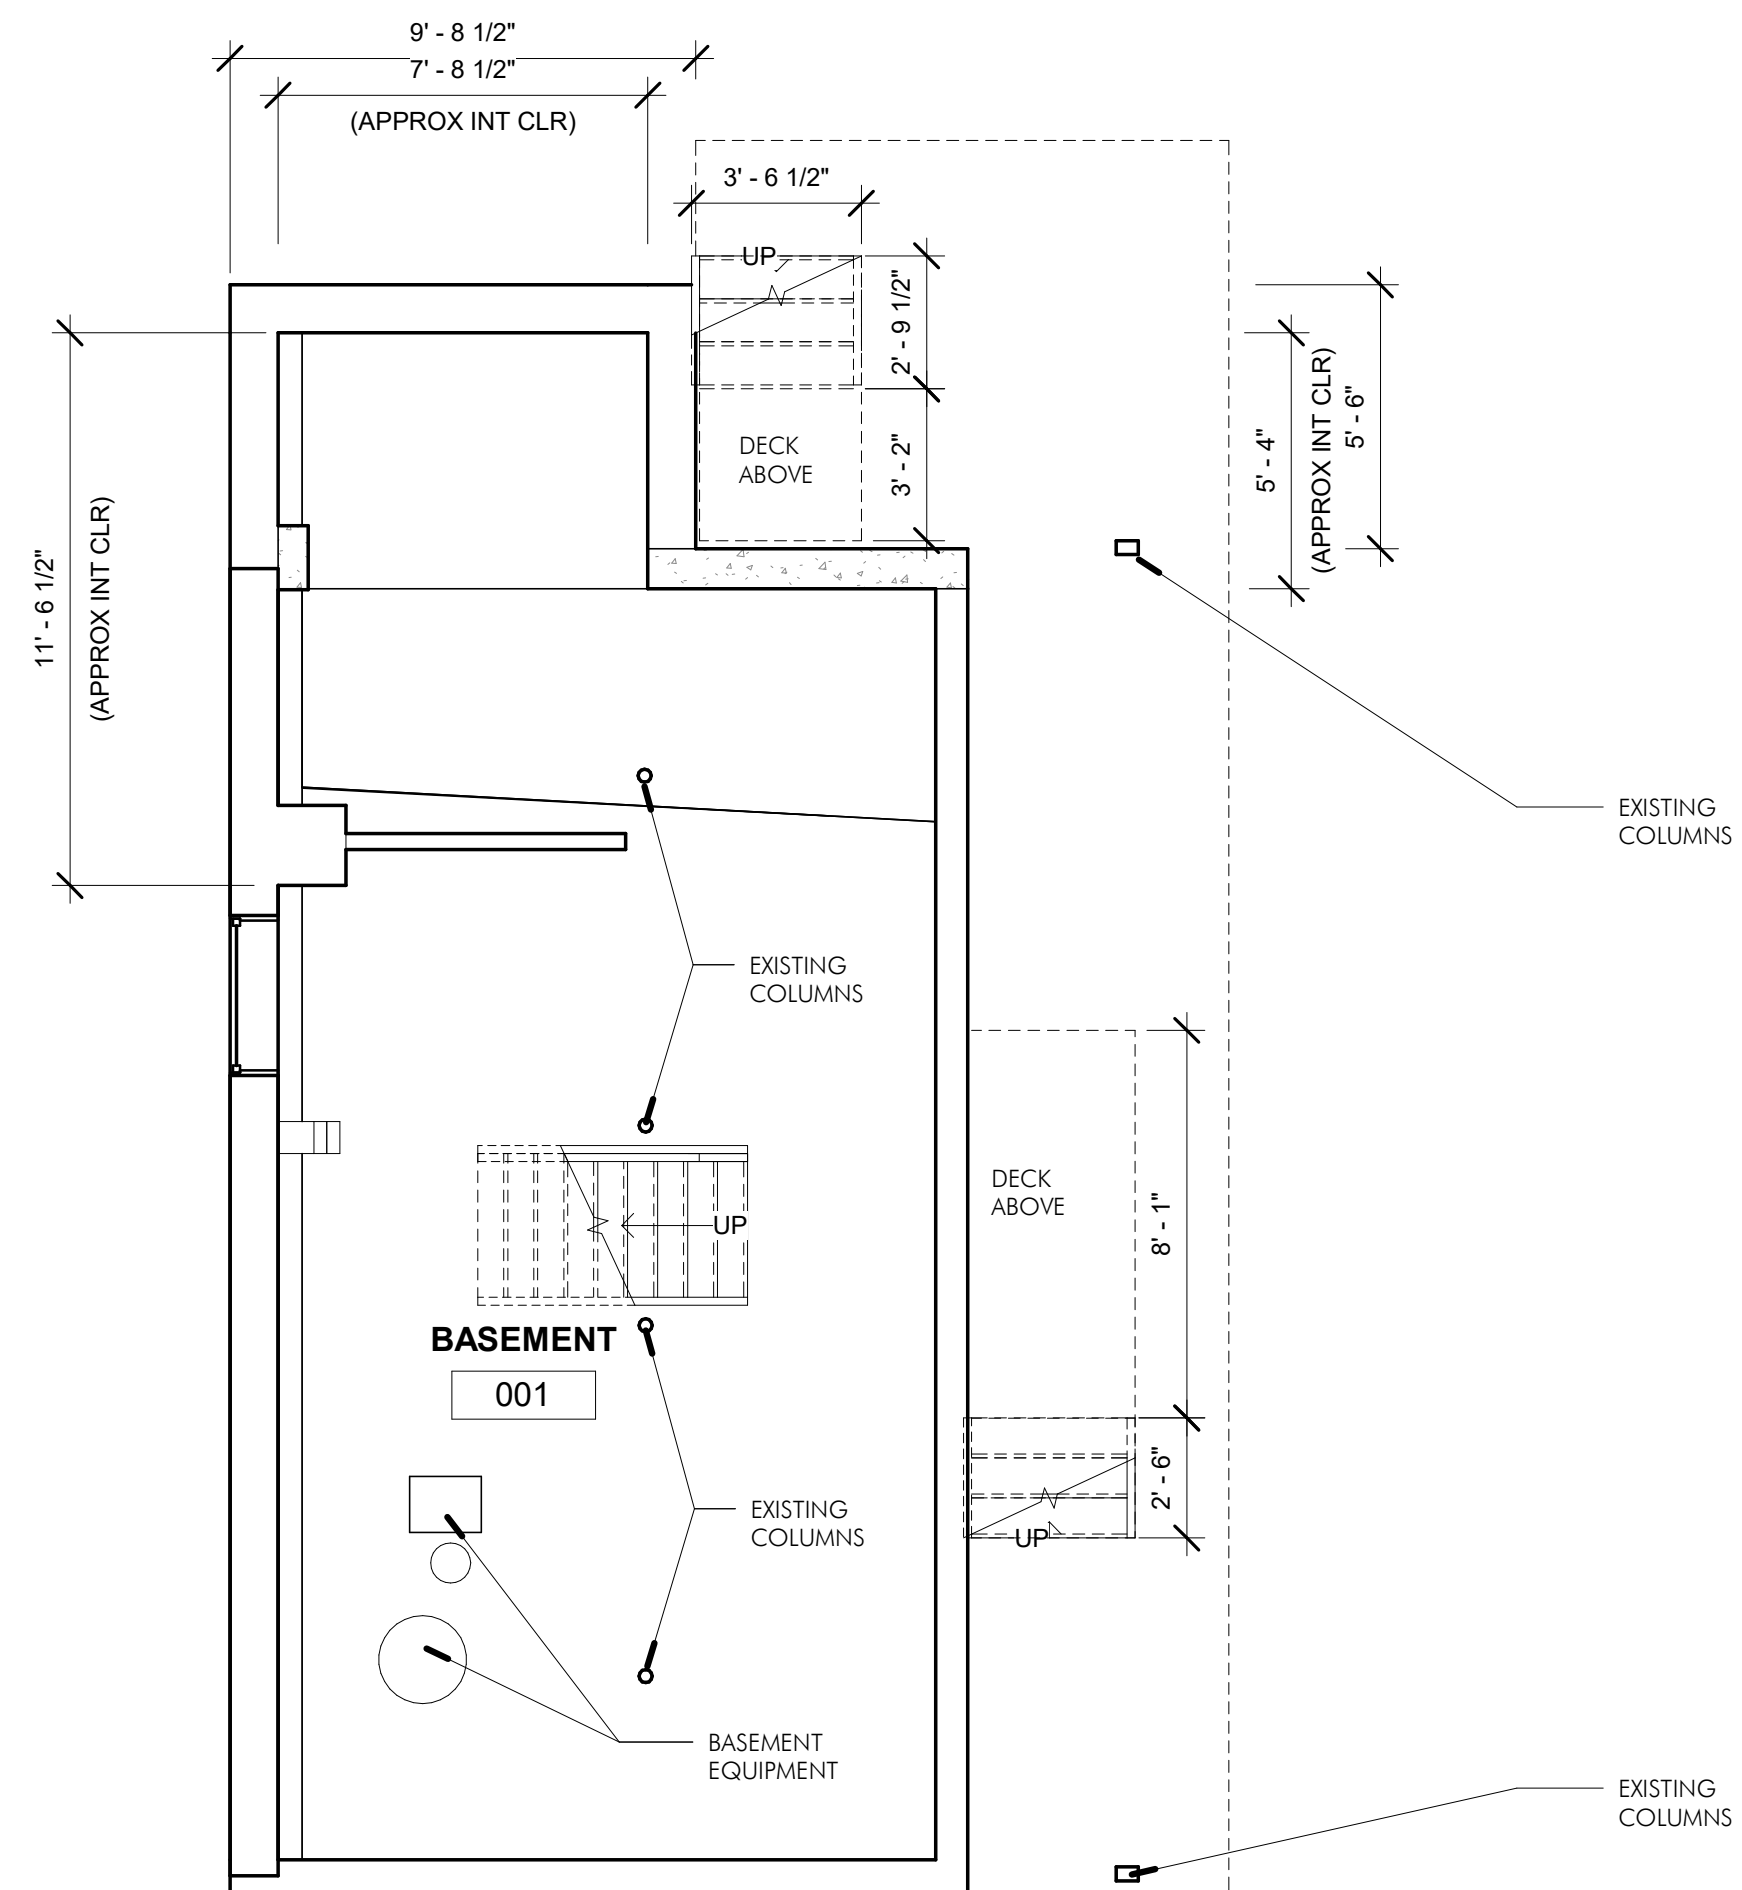 9' - 8 1/2"
7' - 8 1/2"
(APPROX INT CLR)
3' - 6 1/2"
UP
2' - 9 1/2"
3' - 2"
DECK
ABOVE
5' - 4"
(APPROX INT CLR)
5' - 6"
11' - 6 1/2"
(APPROX INT CLR)
EXISTING
COLUMNS
EXISTING
COLUMNS
DECK
ABOVE
8' - 1"
UP
BASEMENT
001
2' - 6"
UP
EXISTING
COLUMNS
BASEMENT
EQUIPMENT
EXISTING
COLUMNS